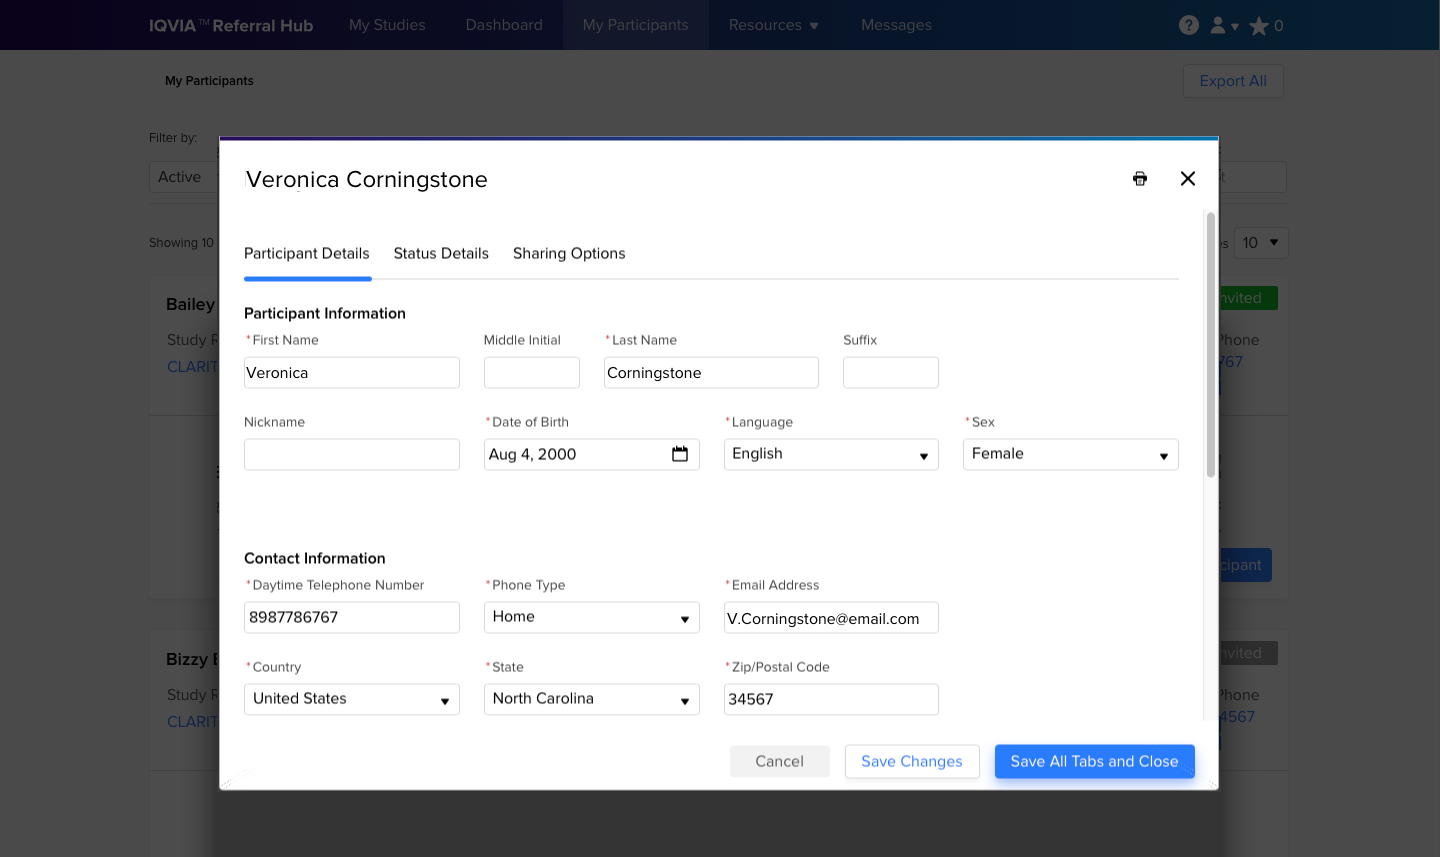 IQVIA™ Referral Hub My Studies Dashboard My Participants Resources Messages ? 0
My Participants Export All
Filter by:
Active
Showing 10 10
Veronica Corningstone
Participant Details Status Details Sharing Options
Participant Information
*First Name Middle Initial *Last Name Suffix
Veronica Corningstone
Nickname *Date of Birth *Language *Sex
Aug 4, 2000 English Female
Contact Information
*Daytime Telephone Number *Phone Type *Email Address
8987786767 Home V.Corningstone@email.com
*Country *State *Zip/Postal Code
United States North Carolina 34567
Cancel Save Changes Save All Tabs and Close
Bailey
Study
CLARIT
Phone
767
Bizzy
Study
CLARIT
Phone
4567